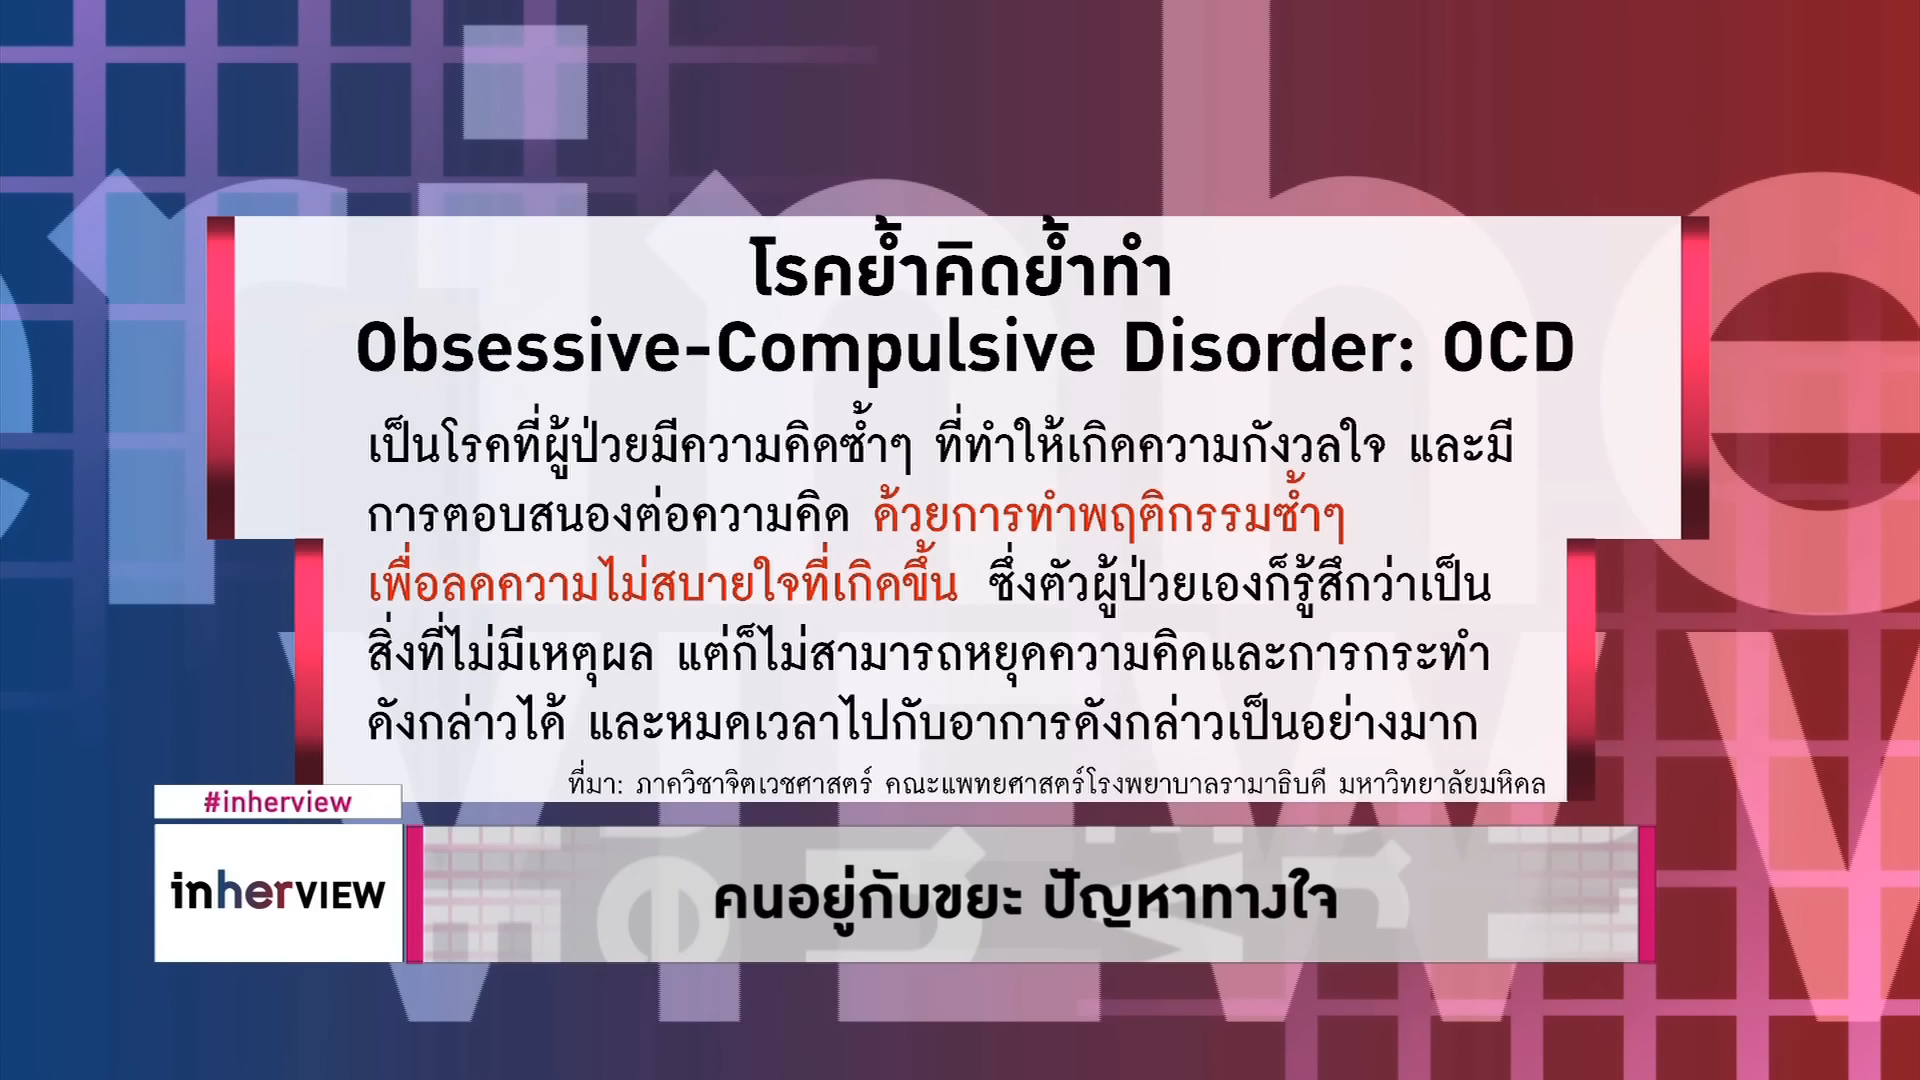 โรคย้ำคิดย้ำทำ
Obsessive-Compulsive Disorder: OCD
เป็นโรคที่ผู้ป่วยมีความคิดซ้ำๆ ที่ทำให้เกิดความกังวลใจ และมี
การตอบสนองต่อความคิด ด้วยการทำพฤติกรรมซ้ำๆ
เพื่อลดความไม่สบายใจที่เกิดขึ้น ซึ่งตัวผู้ป่วยเองก็รู้สึกว่าเป็น
สิ่งที่ไม่มีเหตุผล แต่ก็ไม่สามารถหยุดความคิดและการกระทำ
ดังกล่าวได้ และหมดเวลาไปกับอาการดังกล่าวเป็นอย่างมาก
ที่มา: ภาควิชาจิตเวชศาสตร์ คณะแพทยศาสตร์โรงพยาบาลรามาธิบดี มหาวิทยาลัยมหิดล
#inherview
inherVIEW
คนอยู่กับขยะ ปัญหาทางใจ